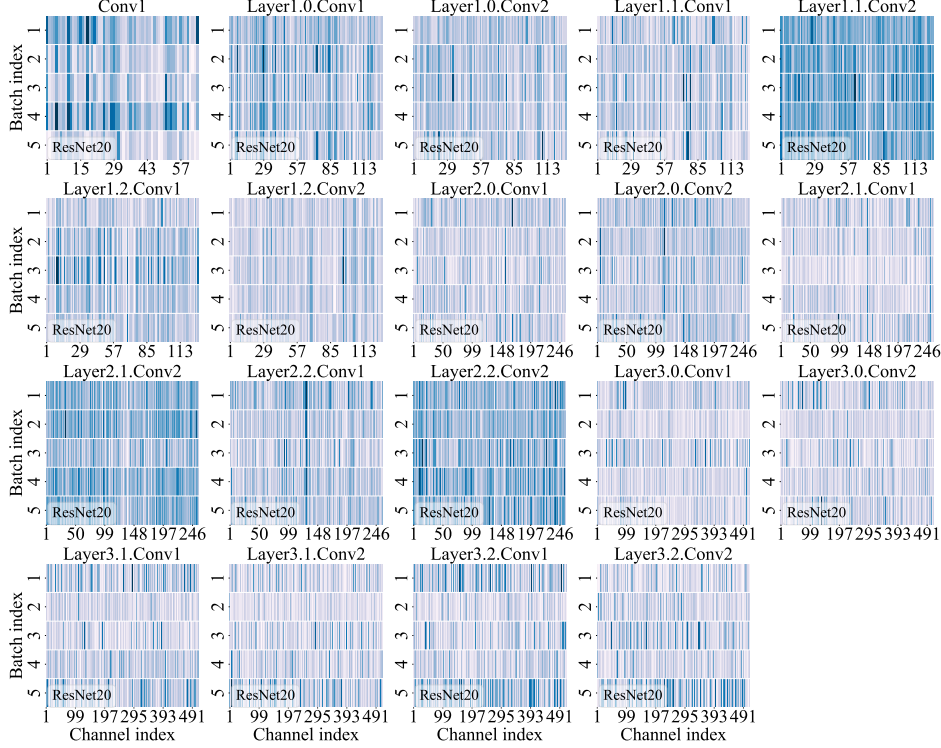 Conv1
Layer1.0.Conv1
Layer1.0.Conv2
Layer1.1.Conv1
Layer1.1.Conv2
Batch index
1
2
3
4
5
ResNet20
ResNet20
ResNet20
ResNet20
ResNet20
1 15 29 43 57
1 29 57 85 113
1 29 57 85 113
1 29 57 85 113
1 29 57 85 113
Layer1.2.Conv1
Layer1.2.Conv2
Layer2.0.Conv1
Layer2.0.Conv2
Layer2.1.Conv1
Batch index
1
2
3
4
5
ResNet20
ResNet20
ResNet20
ResNet20
ResNet20
1 29 57 85 113
1 29 57 85 113
1 50 99 148 197 246
1 50 99 148 197 246
1 50 99 148 197 246
Layer2.1.Conv2
Layer2.2.Conv1
Layer2.2.Conv2
Layer3.0.Conv1
Layer3.0.Conv2
Batch index
1
2
3
4
5
ResNet20
ResNet20
ResNet20
ResNet20
ResNet20
1 50 99 148 197 246
1 50 99 148 197 246
1 50 99 148 197 246
1 99 197 295 393 491
1 99 197 295 393 491
Layer3.1.Conv1
Layer3.1.Conv2
Layer3.2.Conv1
Layer3.2.Conv2
Batch index
1
2
3
4
5
ResNet20
ResNet20
ResNet20
ResNet20
1 99 197 295 393 491
1 99 197 295 393 491
1 99 197 295 393 491
1 99 197 295 393 491
Channel index
Channel index
Channel index
Channel index